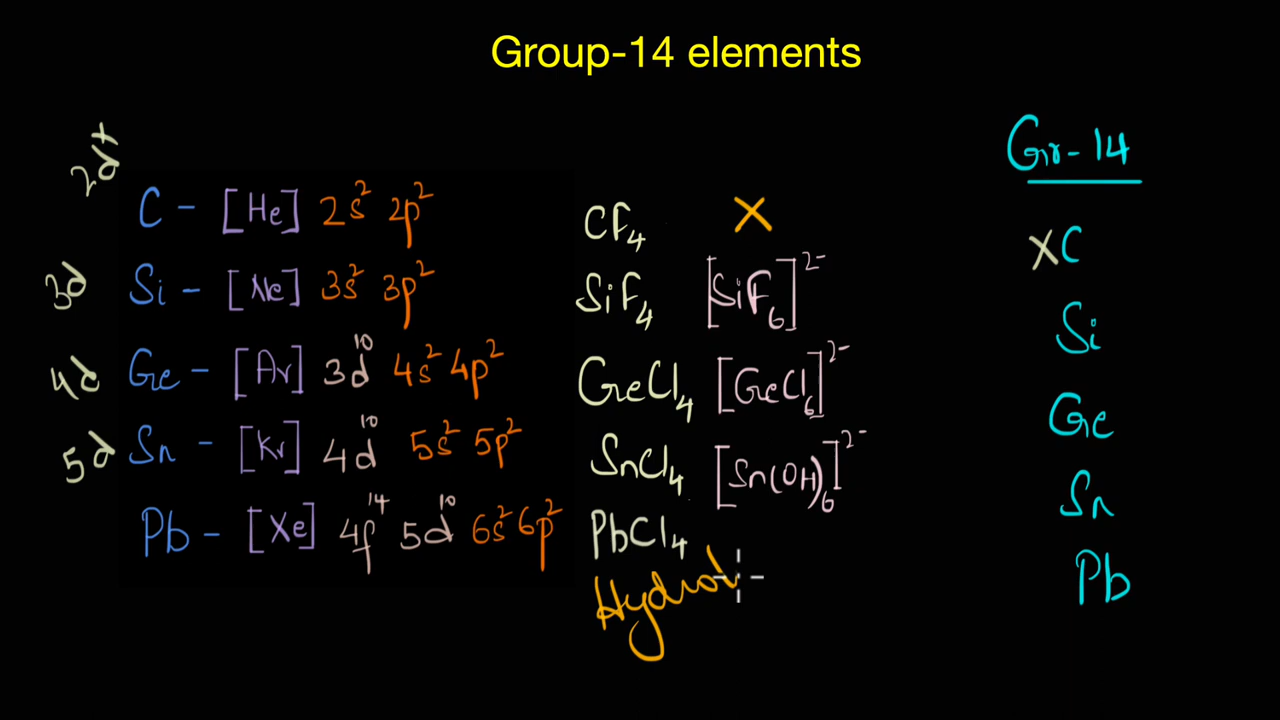 Group-14 elements
Gr-14
2d x
C - [He] 2s² 2p² CF₄ X XC
3d Si - [Ne] 3s² 3p² SiF₄ [SiF₆]²⁻ Si
4d Ge - [Ar] 3d¹⁰ 4s² 4p² GeCl₄ [GeCl₆]²⁻ Ge
5d Sn - [Kr] 4d¹⁰ 5s² 5p² SnCl₄ [Sn(OH)₆]²⁻ Sn
Pb - [Xe] 4f¹⁴ 5d¹⁰ 6s² 6p² PbCl₄ Pb
Hydrol